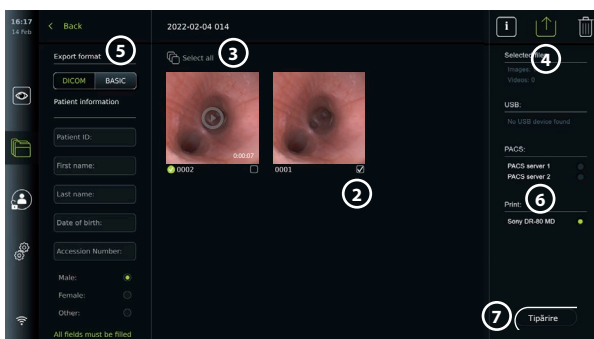 16:17
14 Feb
Back
2022-02-04 014
i
Export format
5
Select all
3
4
DICOM BASIC
Patient information
Images:
Videos: 0
USB:
No USB device found
Patient ID:
First name:
Last name:
Date of birth:
Accession Number:
0:00:07
0002
0001
2
PACS:
PACS server 1
PACS server 2
6
Print:
Sony DR-80 MD
Male:
Female:
Other:
7
Tipărire
All fields must be filled